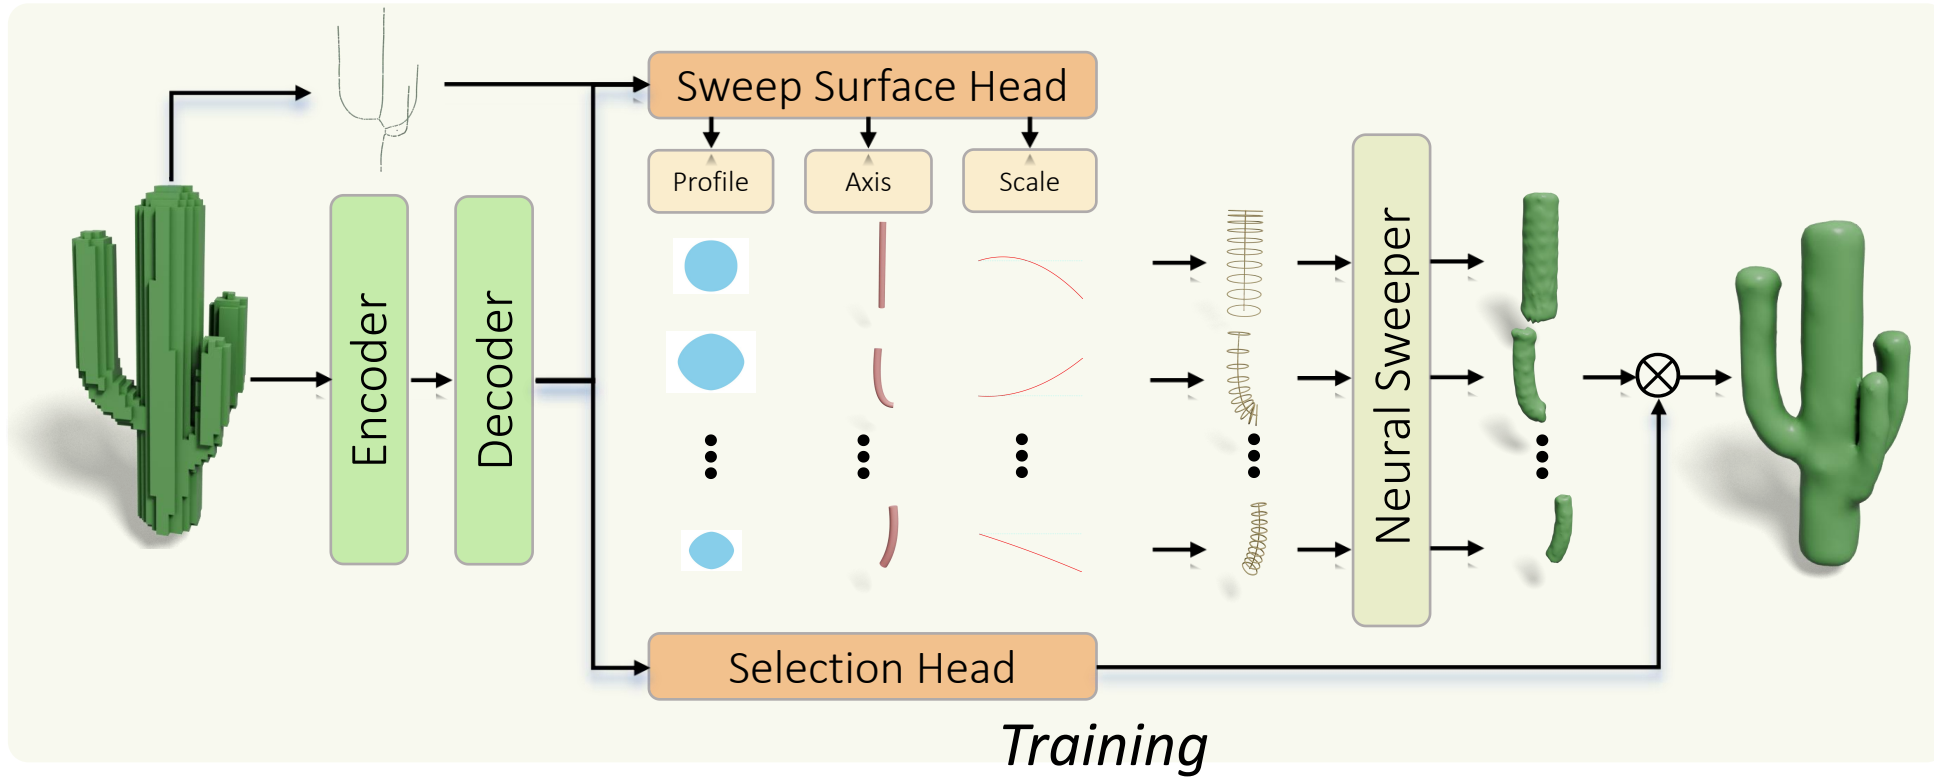 Sweep Surface Head
Profile
Axis
Scale
Encoder
Decoder
Neural Sweeper
Selection Head
Training